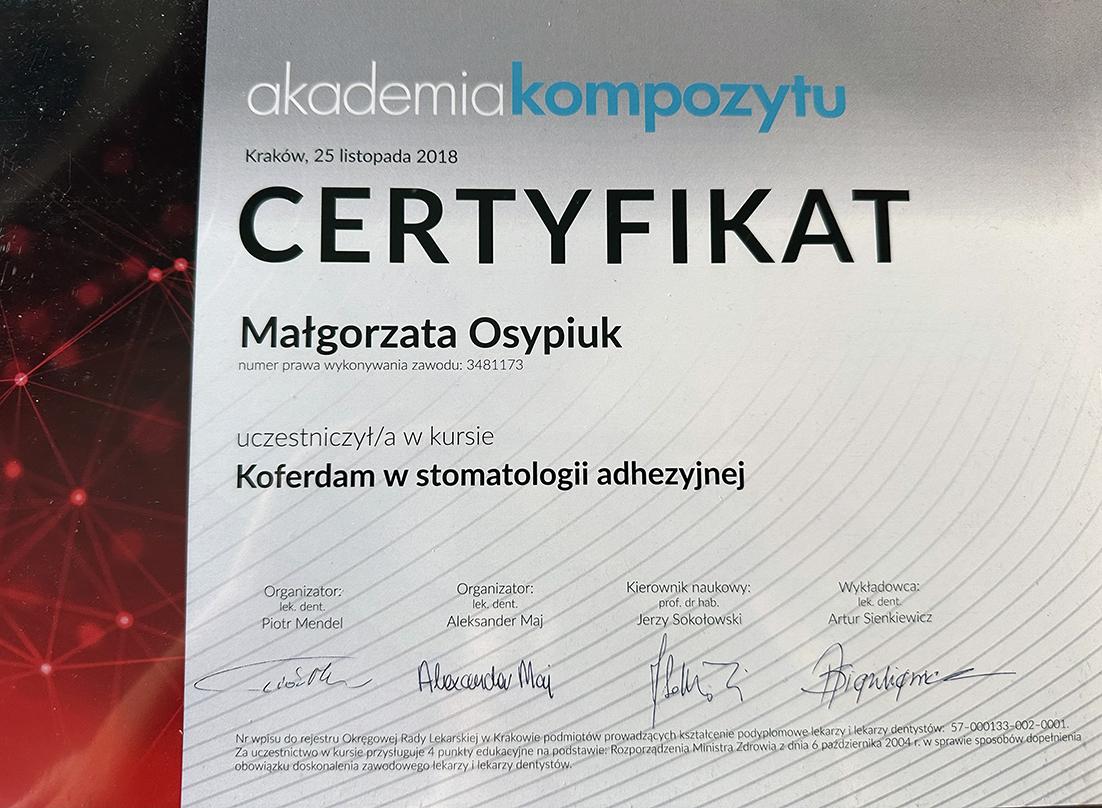 akademiakompozytu
Kraków, 25 listopada 2018
CERTYFIKAT
Małgorzata Osypiuk
numer prawa wykonywania zawodu: 3481173
uczestniczył/a w kursie
Koferdam w stomatologii adhezyjnej
Organizator:
lek. dent.
Piotr Mendel
Organizator:
lek. dent.
Aleksander Maj
Kierownik naukowy:
prof. dr hab.
Jerzy Sokołowski
Wykładowca:
lek. dent.
Artur Sienkiewicz
Alexander Maj
Nr wpisu do rejestru Okręgowej Rady Lekarskiej w Krakowie podmiotów prowadzących kształcenie podyplomowe lekarzy i lekarzy dentystów: 57-000133-002-0001.
Za uczestnictwo w kursie przysługuje 4 punkty edukacyjne na podstawie: Rozporządzenia Ministra Zdrowia z dnia 6 października 2004 r. w sprawie sposobów dopełnienia
obowiązku doskonalenia zawodowego lekarzy i lekarzy dentystów.